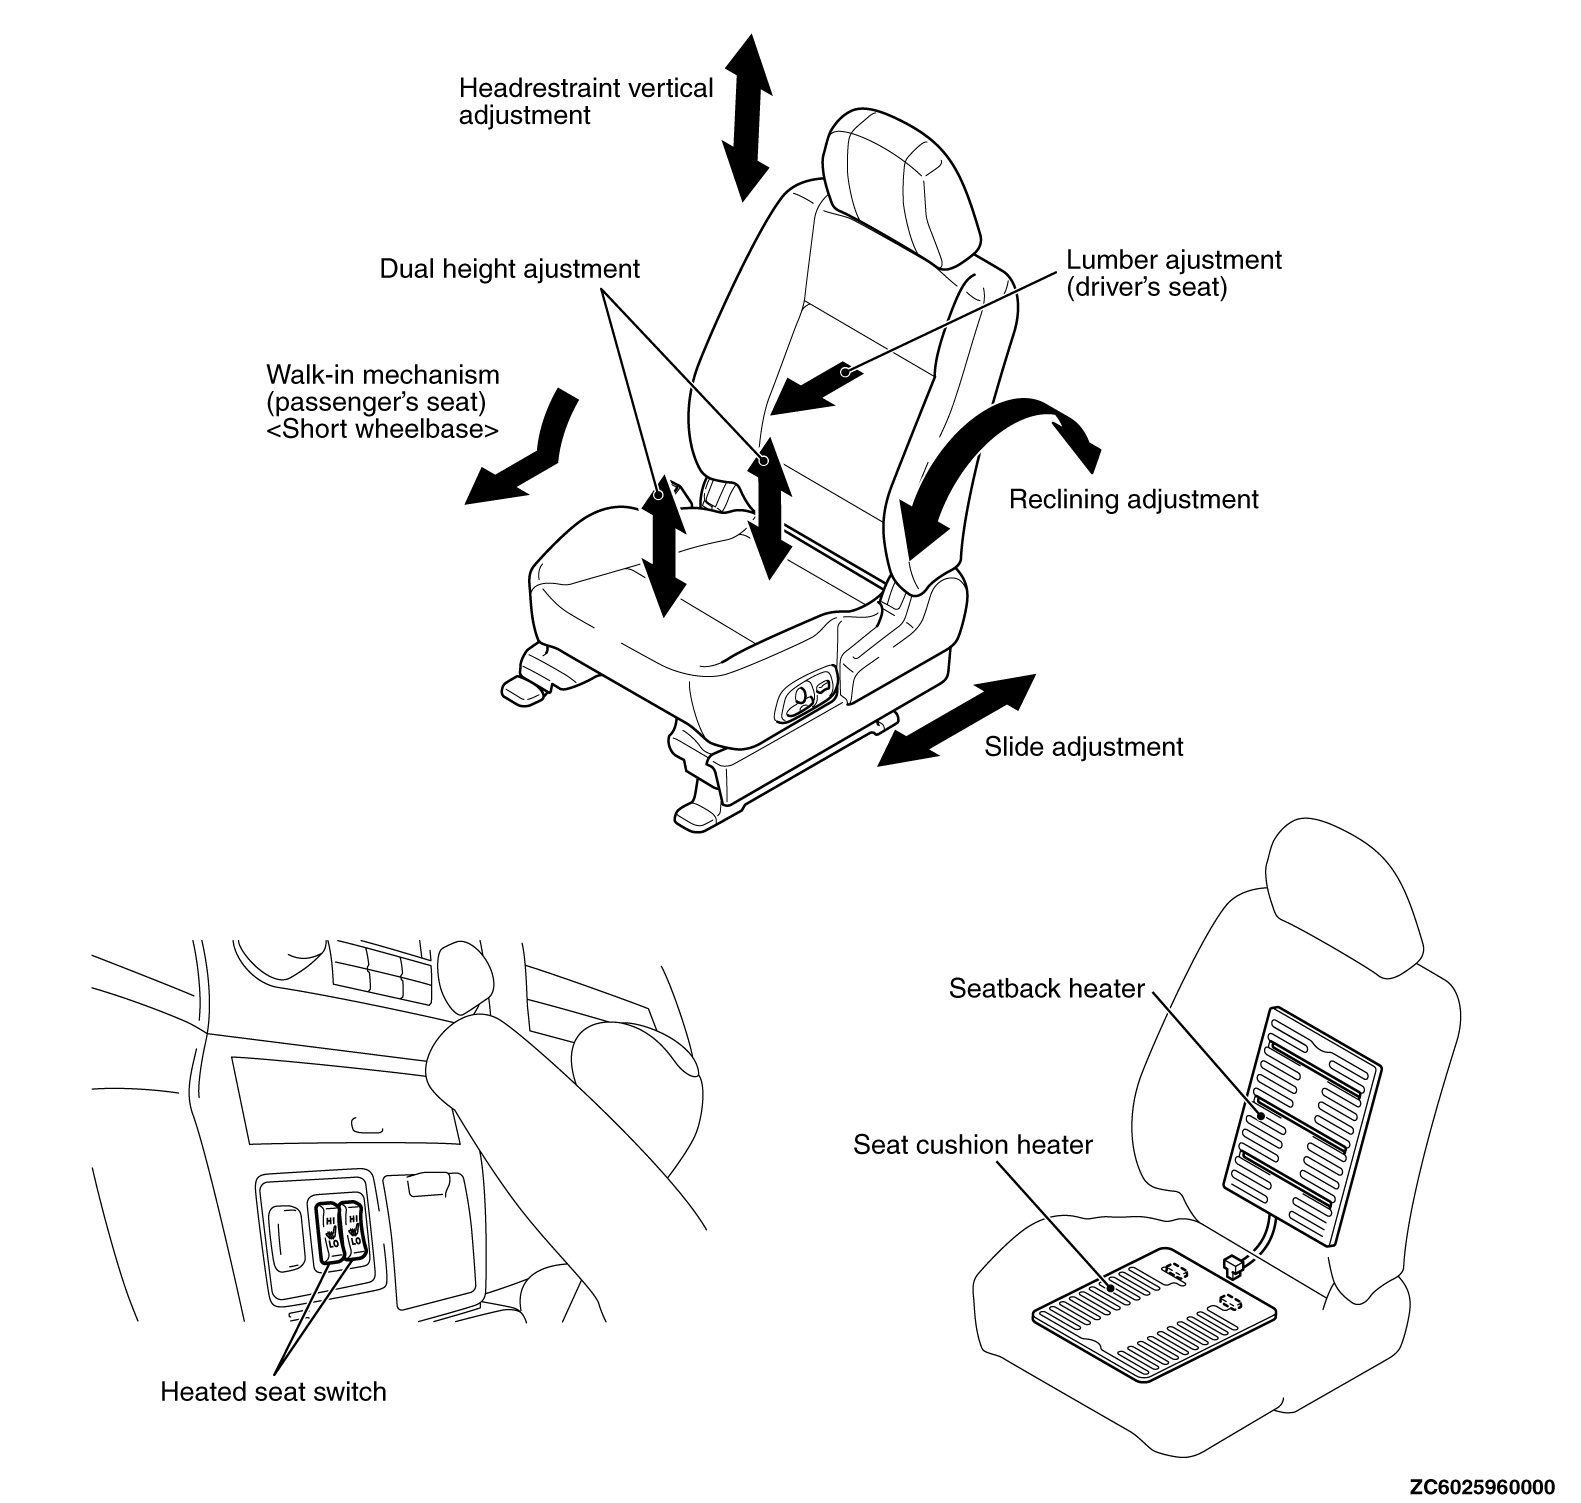 Headrestraint vertical
adjustment
Dual height ajustment
Lumber ajustment
(driver's seat)
Walk-in mechanism
(passenger's seat)
<Short wheelbase>
Reclining adjustment
Slide adjustment
Seatback heater
Seat cushion heater
HI
LO
HI
LO
Heated seat switch
ZC6025960000